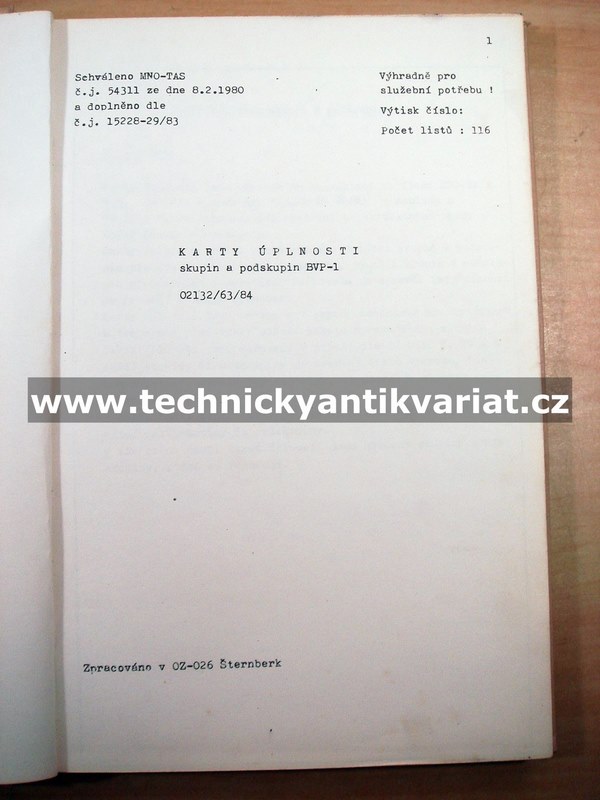 1
Schváleno MNO-TAS
č.j. 54311 ze dne 8.2.1980
a doplněno dle
č.j. 15228-29/83
Výhradně pro
služební potřebu !
Výtisk číslo:
Počet listů : 116
K A R T Y Ú P L N O S T I
skupin a podskupin BVP-1
02132/63/84
www.technickyantikvariat.cz
Zpracováno v OZ-026 Šternberk